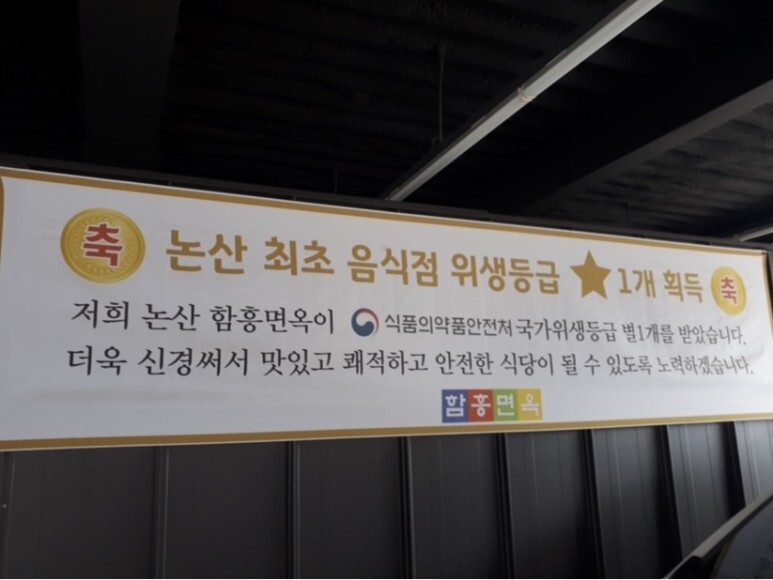 축 논산 최초 음식점 위생등급 ★ 1개 획득 축
저희 논산 함흥면옥이 식품의약품안전처 국가위생등급 별1개를 받았습니다.
더욱 신경써서 맛있고 쾌적하고 안전한 식당이 될 수 있도록 노력하겠습니다.
함흥면옥